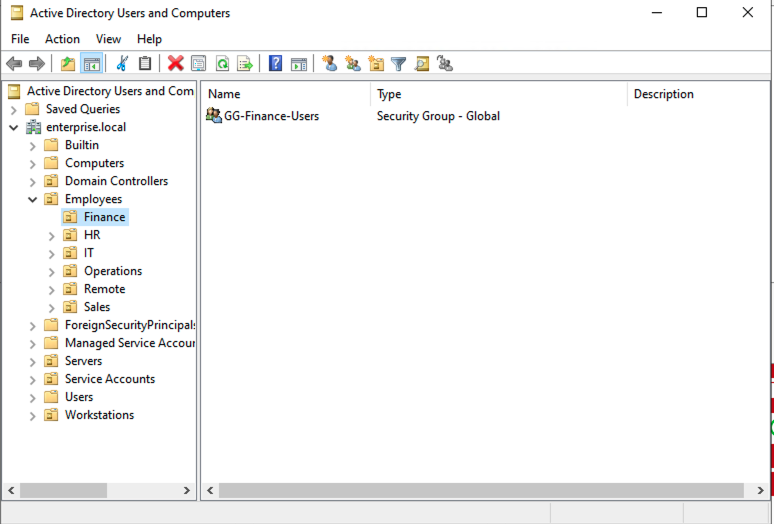 Active Directory Users and Computers
File Action View Help
Active Directory Users and Com
Saved Queries
enterprise.local
Builtin
Computers
Domain Controllers
Employees
Finance
HR
IT
Operations
Remote
Sales
ForeignSecurityPrincipals
Managed Service Accour
Servers
Service Accounts
Users
Workstations
Name Type Description
GG-Finance-Users Security Group - Global